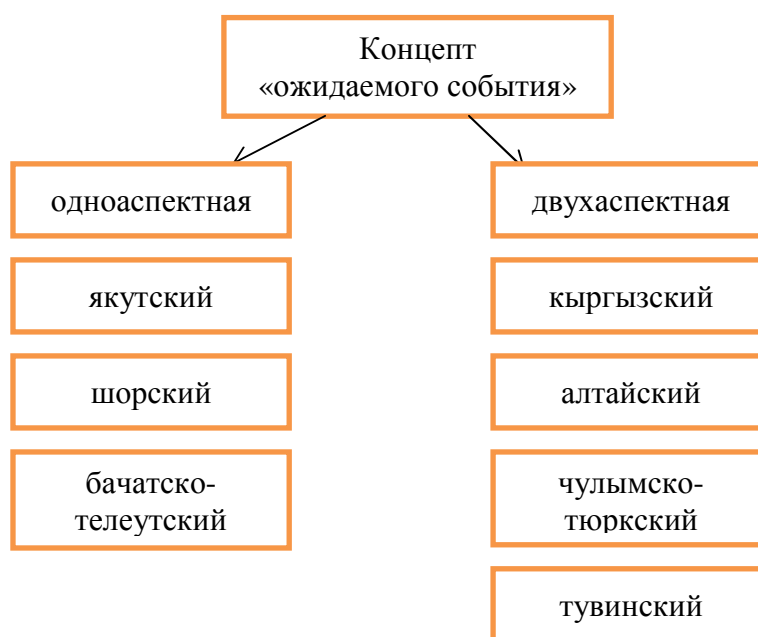 Концепт
«ожидаемого события»
одноаспектная
двухаспектная
якутский
кыргызский
шорский
алтайский
бачатско-
телеутский
чулымско-
тюркский
тувинский